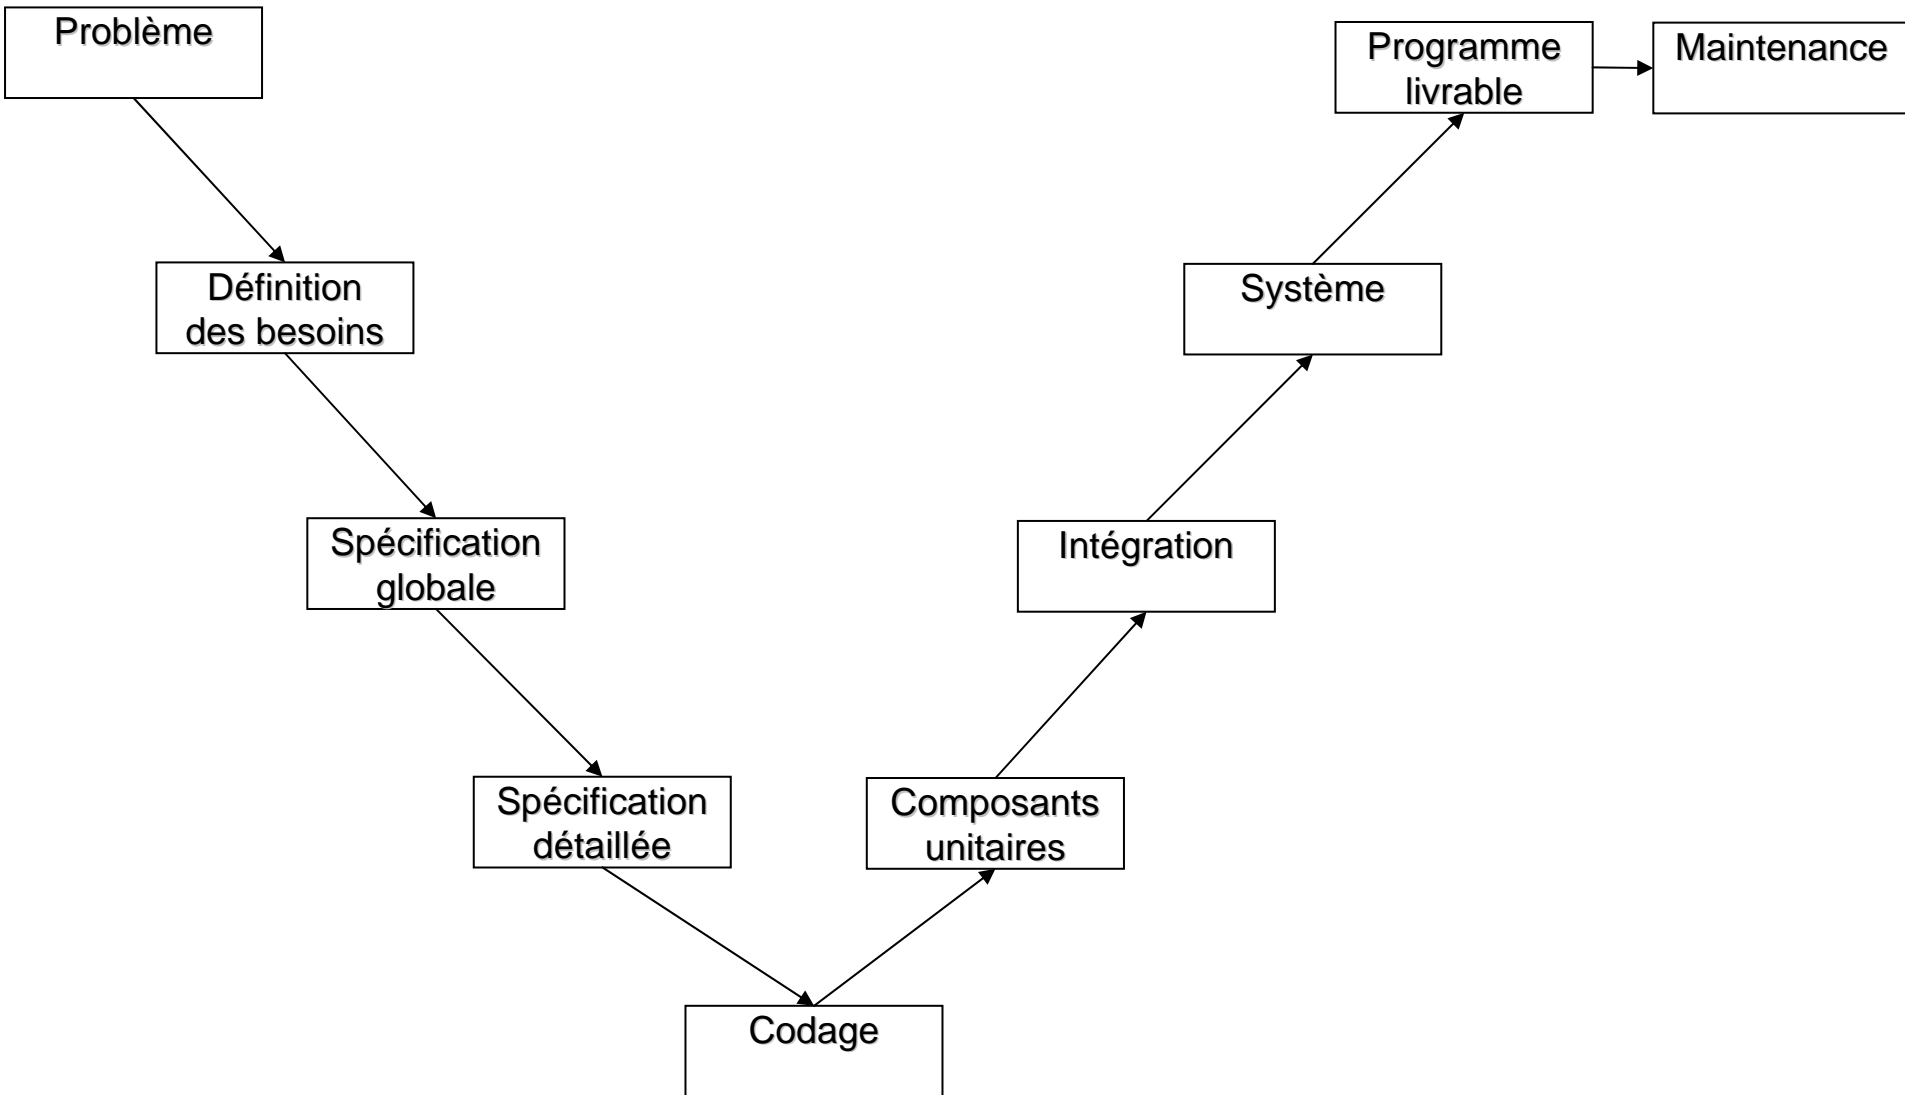 Problème
Programme
livrable
Maintenance
Définition
des besoins
Système
Spécification
globale
Intégration
Spécification
détaillée
Composants
unitaires
Codage